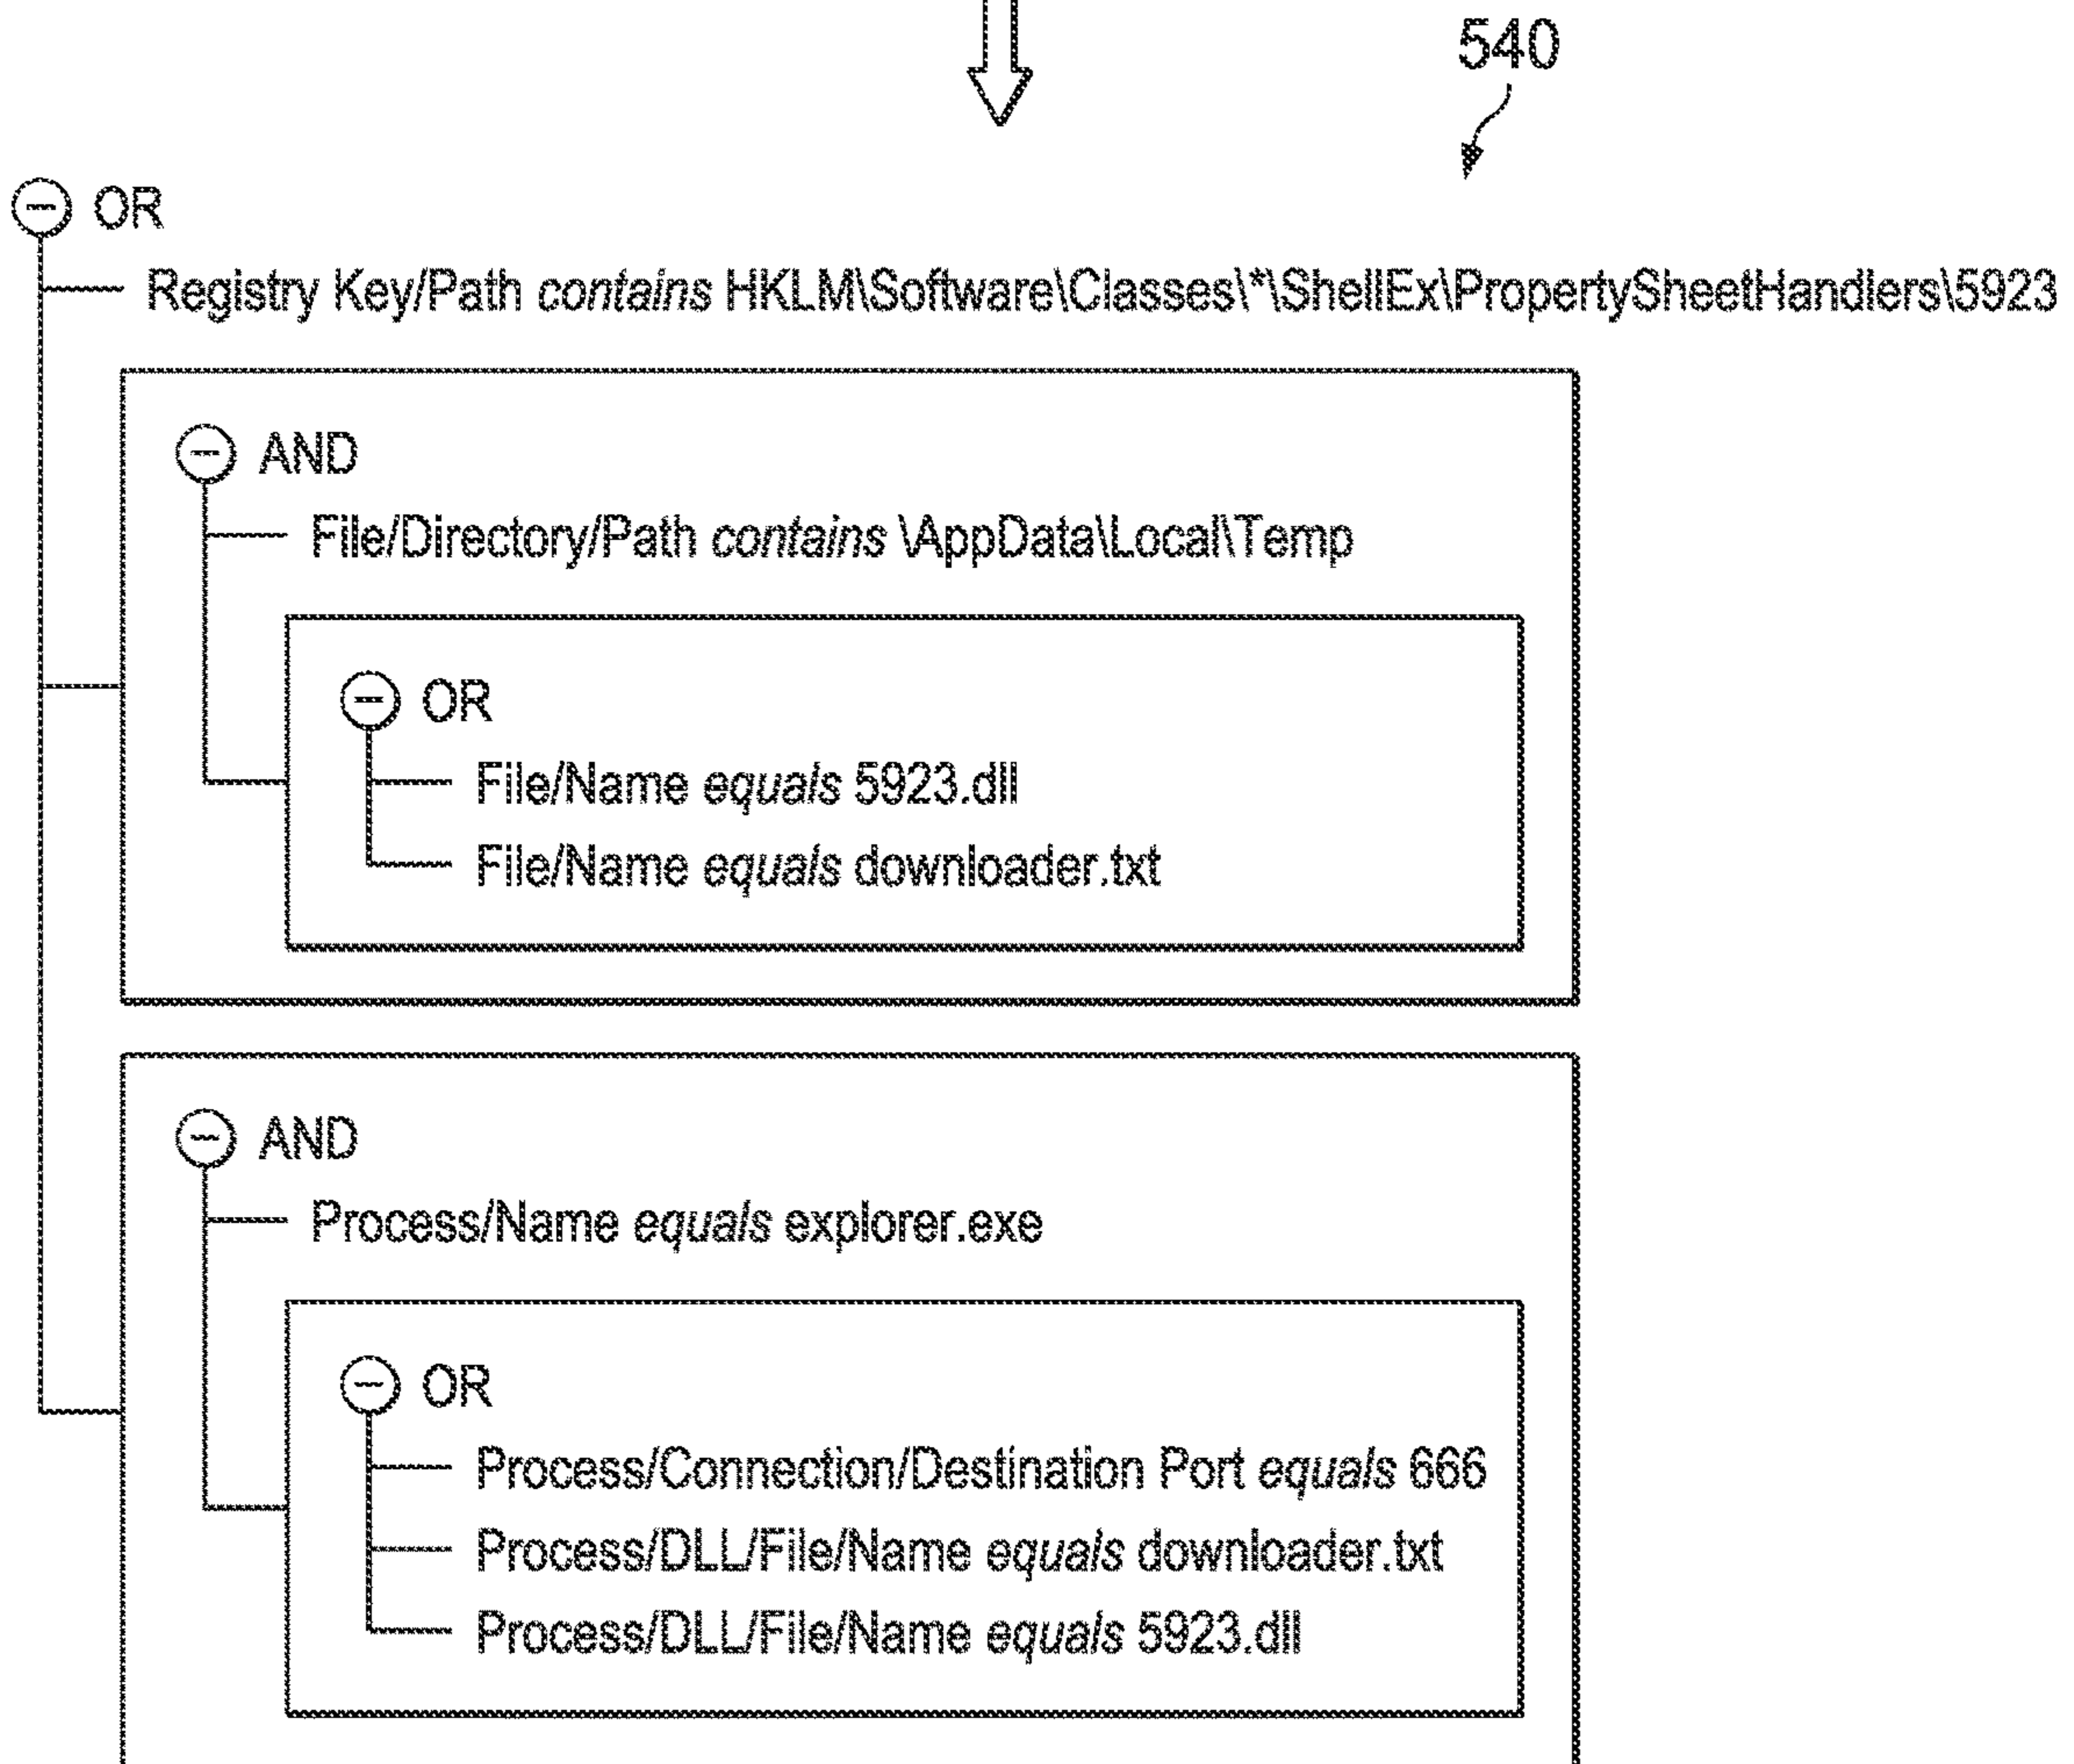 540
OR
Registry Key/Path contains HKLM\Software\Classes\*\ShellEx\PropertySheetHandlers\5923
AND
File/Directory/Path contains \AppData\Local\Temp
OR
File/Name equals 5923.dll
File/Name equals downloader.txt
AND
Process/Name equals explorer.exe
OR
Process/Connection/Destination Port equals 666
Process/DLL/File/Name equals downloader.txt
Process/DLL/File/Name equals 5923.dll